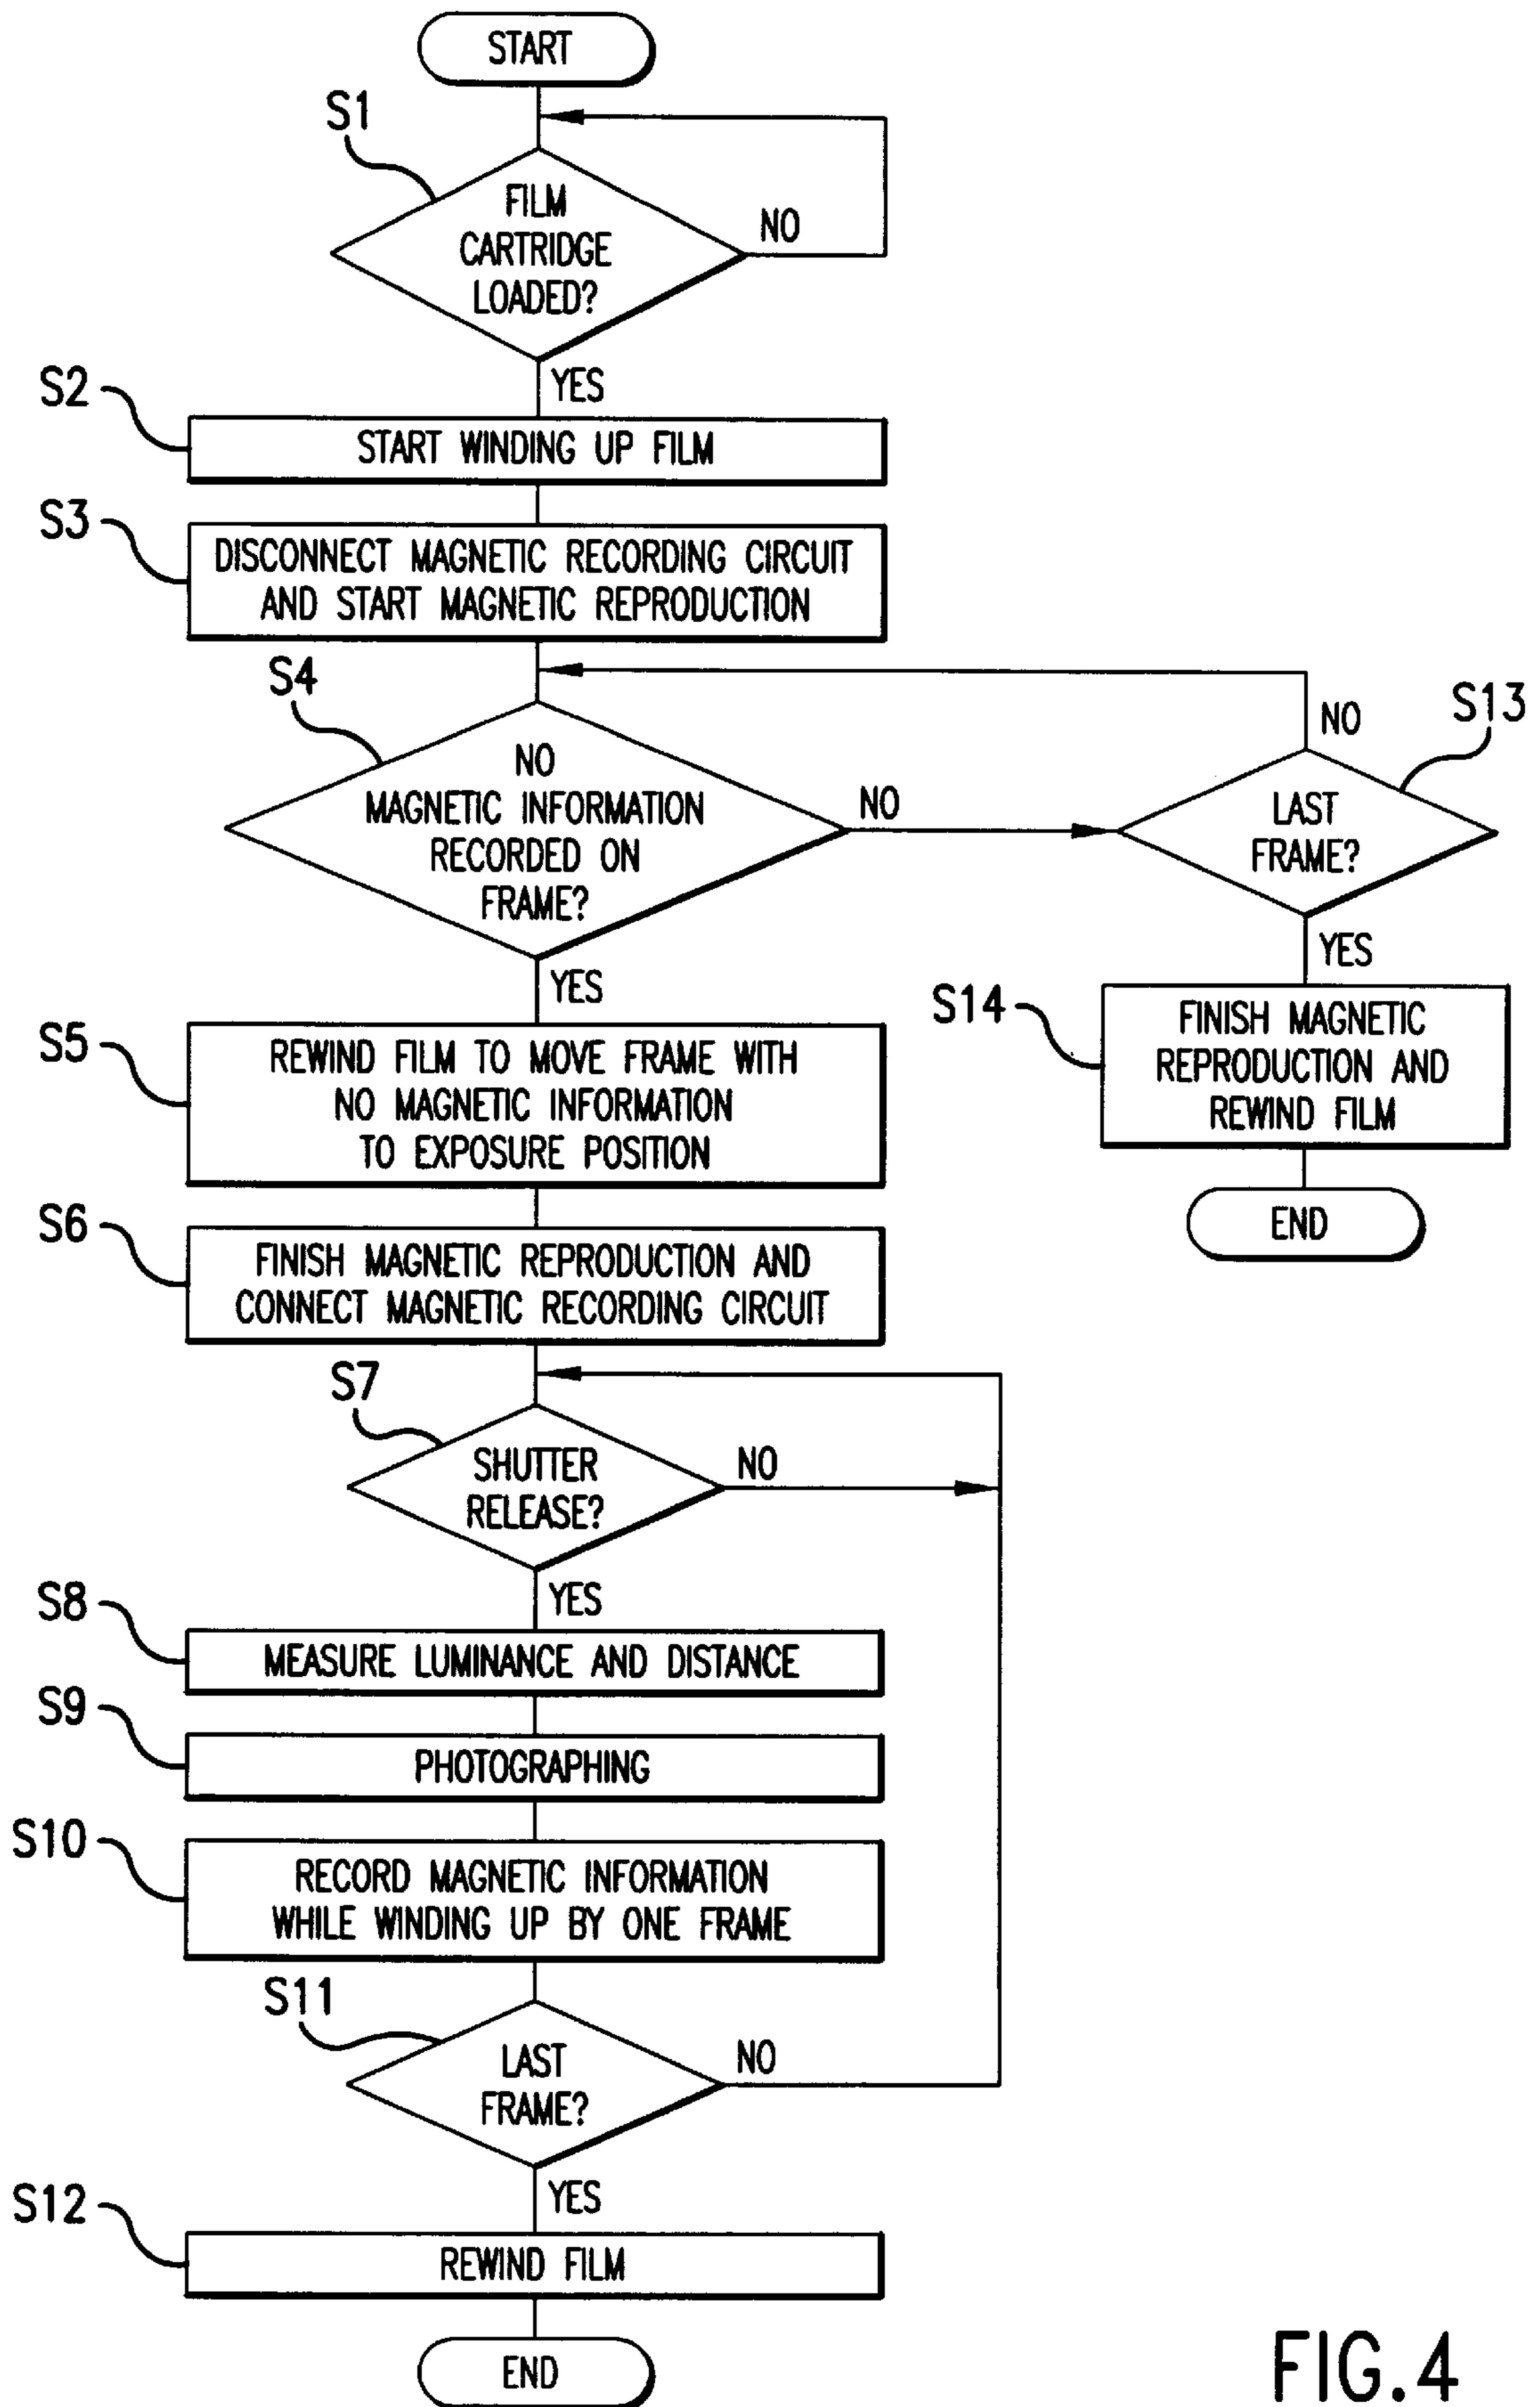 START
S1
FILM
CARTRIDGE
LOADED?
NO
YES
S2
START WINDING UP FILM
S3
DISCONNECT MAGNETIC RECORDING CIRCUIT
AND START MAGNETIC REPRODUCTION
S4
NO
MAGNETIC INFORMATION
RECORDED ON
FRAME?
NO
YES
S13
LAST
FRAME?
NO
YES
S14
FINISH MAGNETIC
REPRODUCTION AND
REWIND FILM
END
S5
REWIND FILM TO MOVE FRAME WITH
NO MAGNETIC INFORMATION
TO EXPOSURE POSITION
S6
FINISH MAGNETIC REPRODUCTION AND
CONNECT MAGNETIC RECORDING CIRCUIT
S7
SHUTTER
RELEASE?
NO
YES
S8
MEASURE LUMINANCE AND DISTANCE
S9
PHOTOGRAPHING
S10
RECORD MAGNETIC INFORMATION
WHILE WINDING UP BY ONE FRAME
S11
LAST
FRAME?
NO
YES
S12
REWIND FILM
END
FIG.4